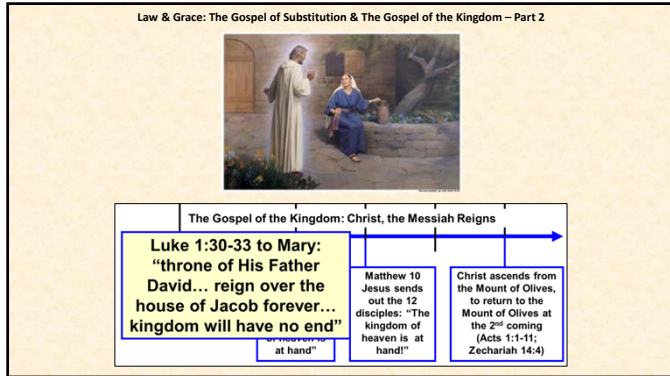 Law & Grace: The Gospel of Substitution & The Gospel of the Kingdom – Part 2
The Gospel of the Kingdom: Christ, the Messiah Reigns
Luke 1:30-33 to Mary:
“throne of His Father
David… reign over the
house of Jacob forever…
kingdom will have no end”
of heaven is
at hand”
Matthew 10
Jesus sends
out the 12
disciples: “The
kingdom of
heaven is at
hand!”
Christ ascends from
the Mount of Olives,
to return to the
Mount of Olives at
the 2nd coming
(Acts 1:1-11;
Zechariah 14:4)